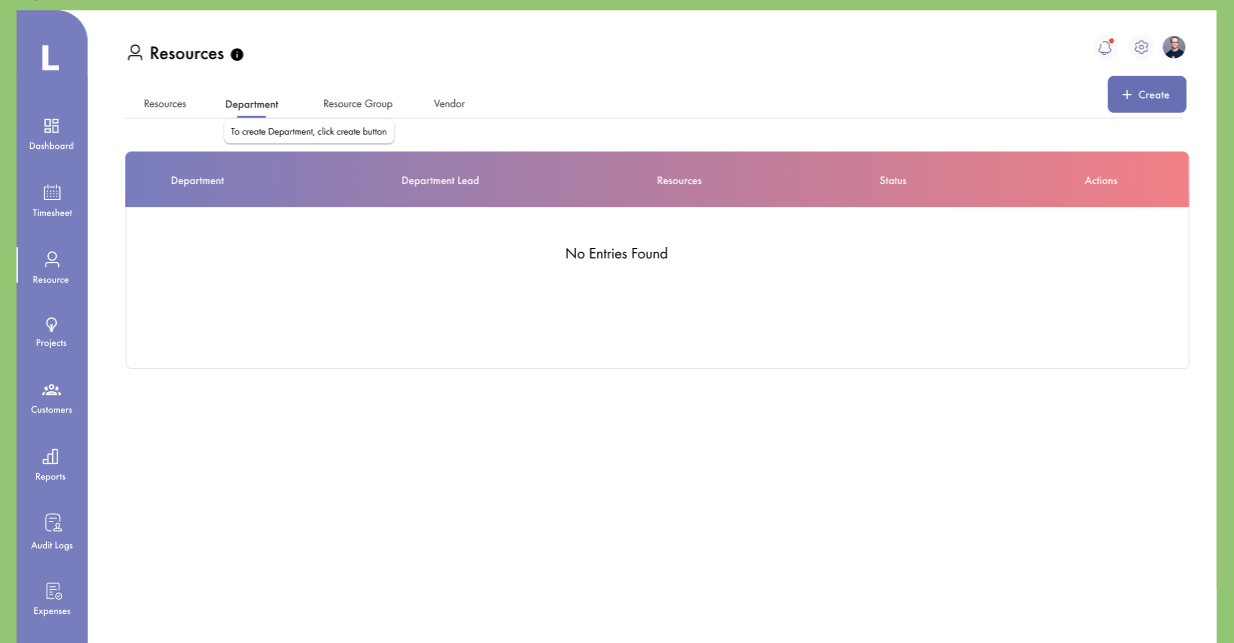 L
Resources
Resources Department Resource Group Vendor
+ Create
To create Department, click create button
Department Department Lead Resources Status Actions
No Entries Found
Dashboard
Timesheet
Resource
Projects
Customers
Reports
Audit Logs
Expenses